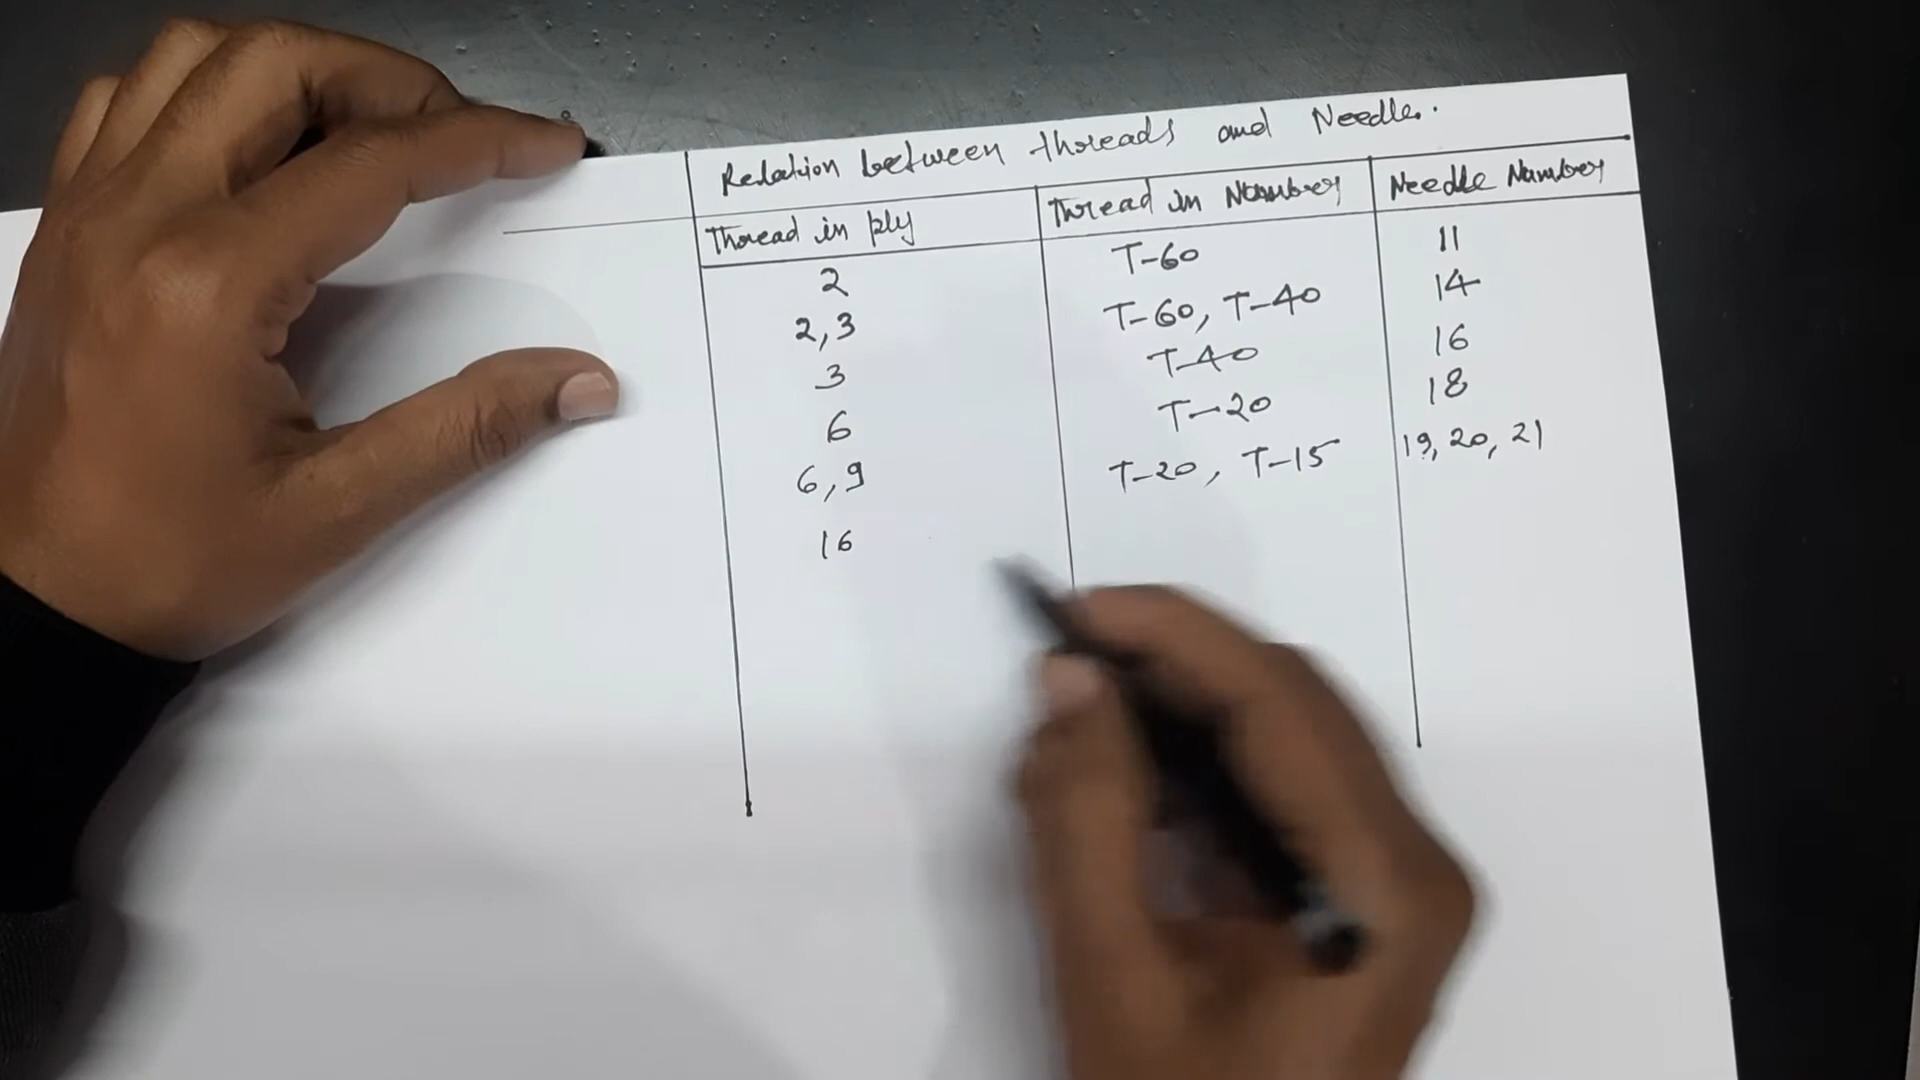 Relation between threads and Needle.
Thread in ply Thread in Number Needle Number
2 T-60 11
2,3 T-60, T-40 14
3 T-40 16
6 T-20 18
6,9 T-20, T-15 19, 20, 21
16